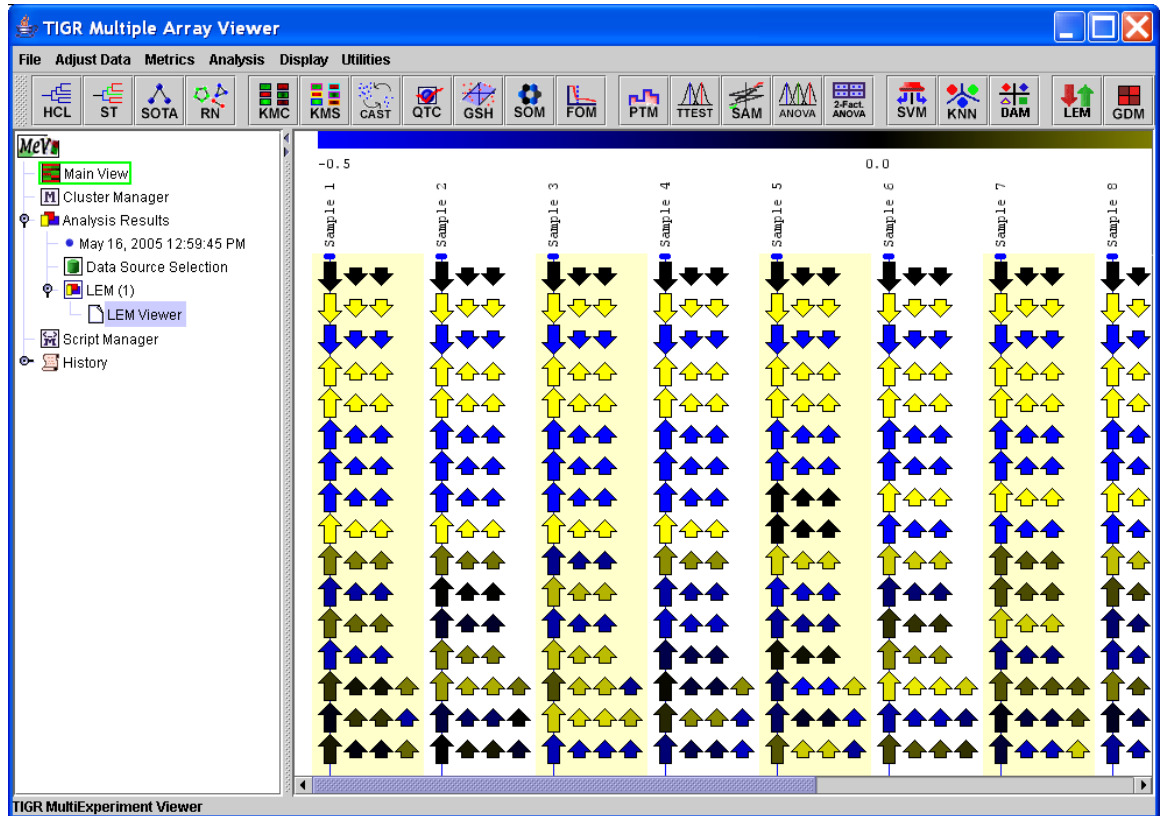 TIGR Multiple Array Viewer
File Adjust Data Metrics Analysis Display Utilities
HCL ST SOTA RN KMC KMS CAST QTC GSH SOM FOM PTM TTEST SAM ANOVA 2-Fact. ANOVA SVM KNN DAM LEM GDM
MeV
Main View
M Cluster Manager
Analysis Results
May 16, 2005 12:59:45 PM
Data Source Selection
LEM (1)
LEM Viewer
Script Manager
History
-0.5 0.0
Sample 1 Sample 2 Sample 3 Sample 4 Sample 5 Sample 6 Sample 7 Sample 8
TIGR MultiExperiment Viewer